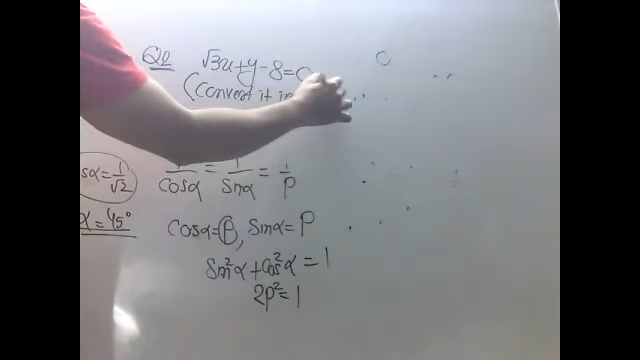 Q2 √3x+y-8=0
(Convert it in
sα=1/√2 1/cosα = 1/sinα = 1/P
α=45° Cosα=P, Sinα=P
Sin²α+Cos²α=1
2P²=1